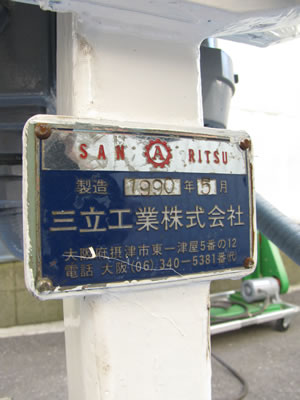 SAN A RITSU
製造 1990 年 5 月
三立工業株式会社
大阪府摂津市東一津屋5番の12
電話 大阪(06)340-5381番代